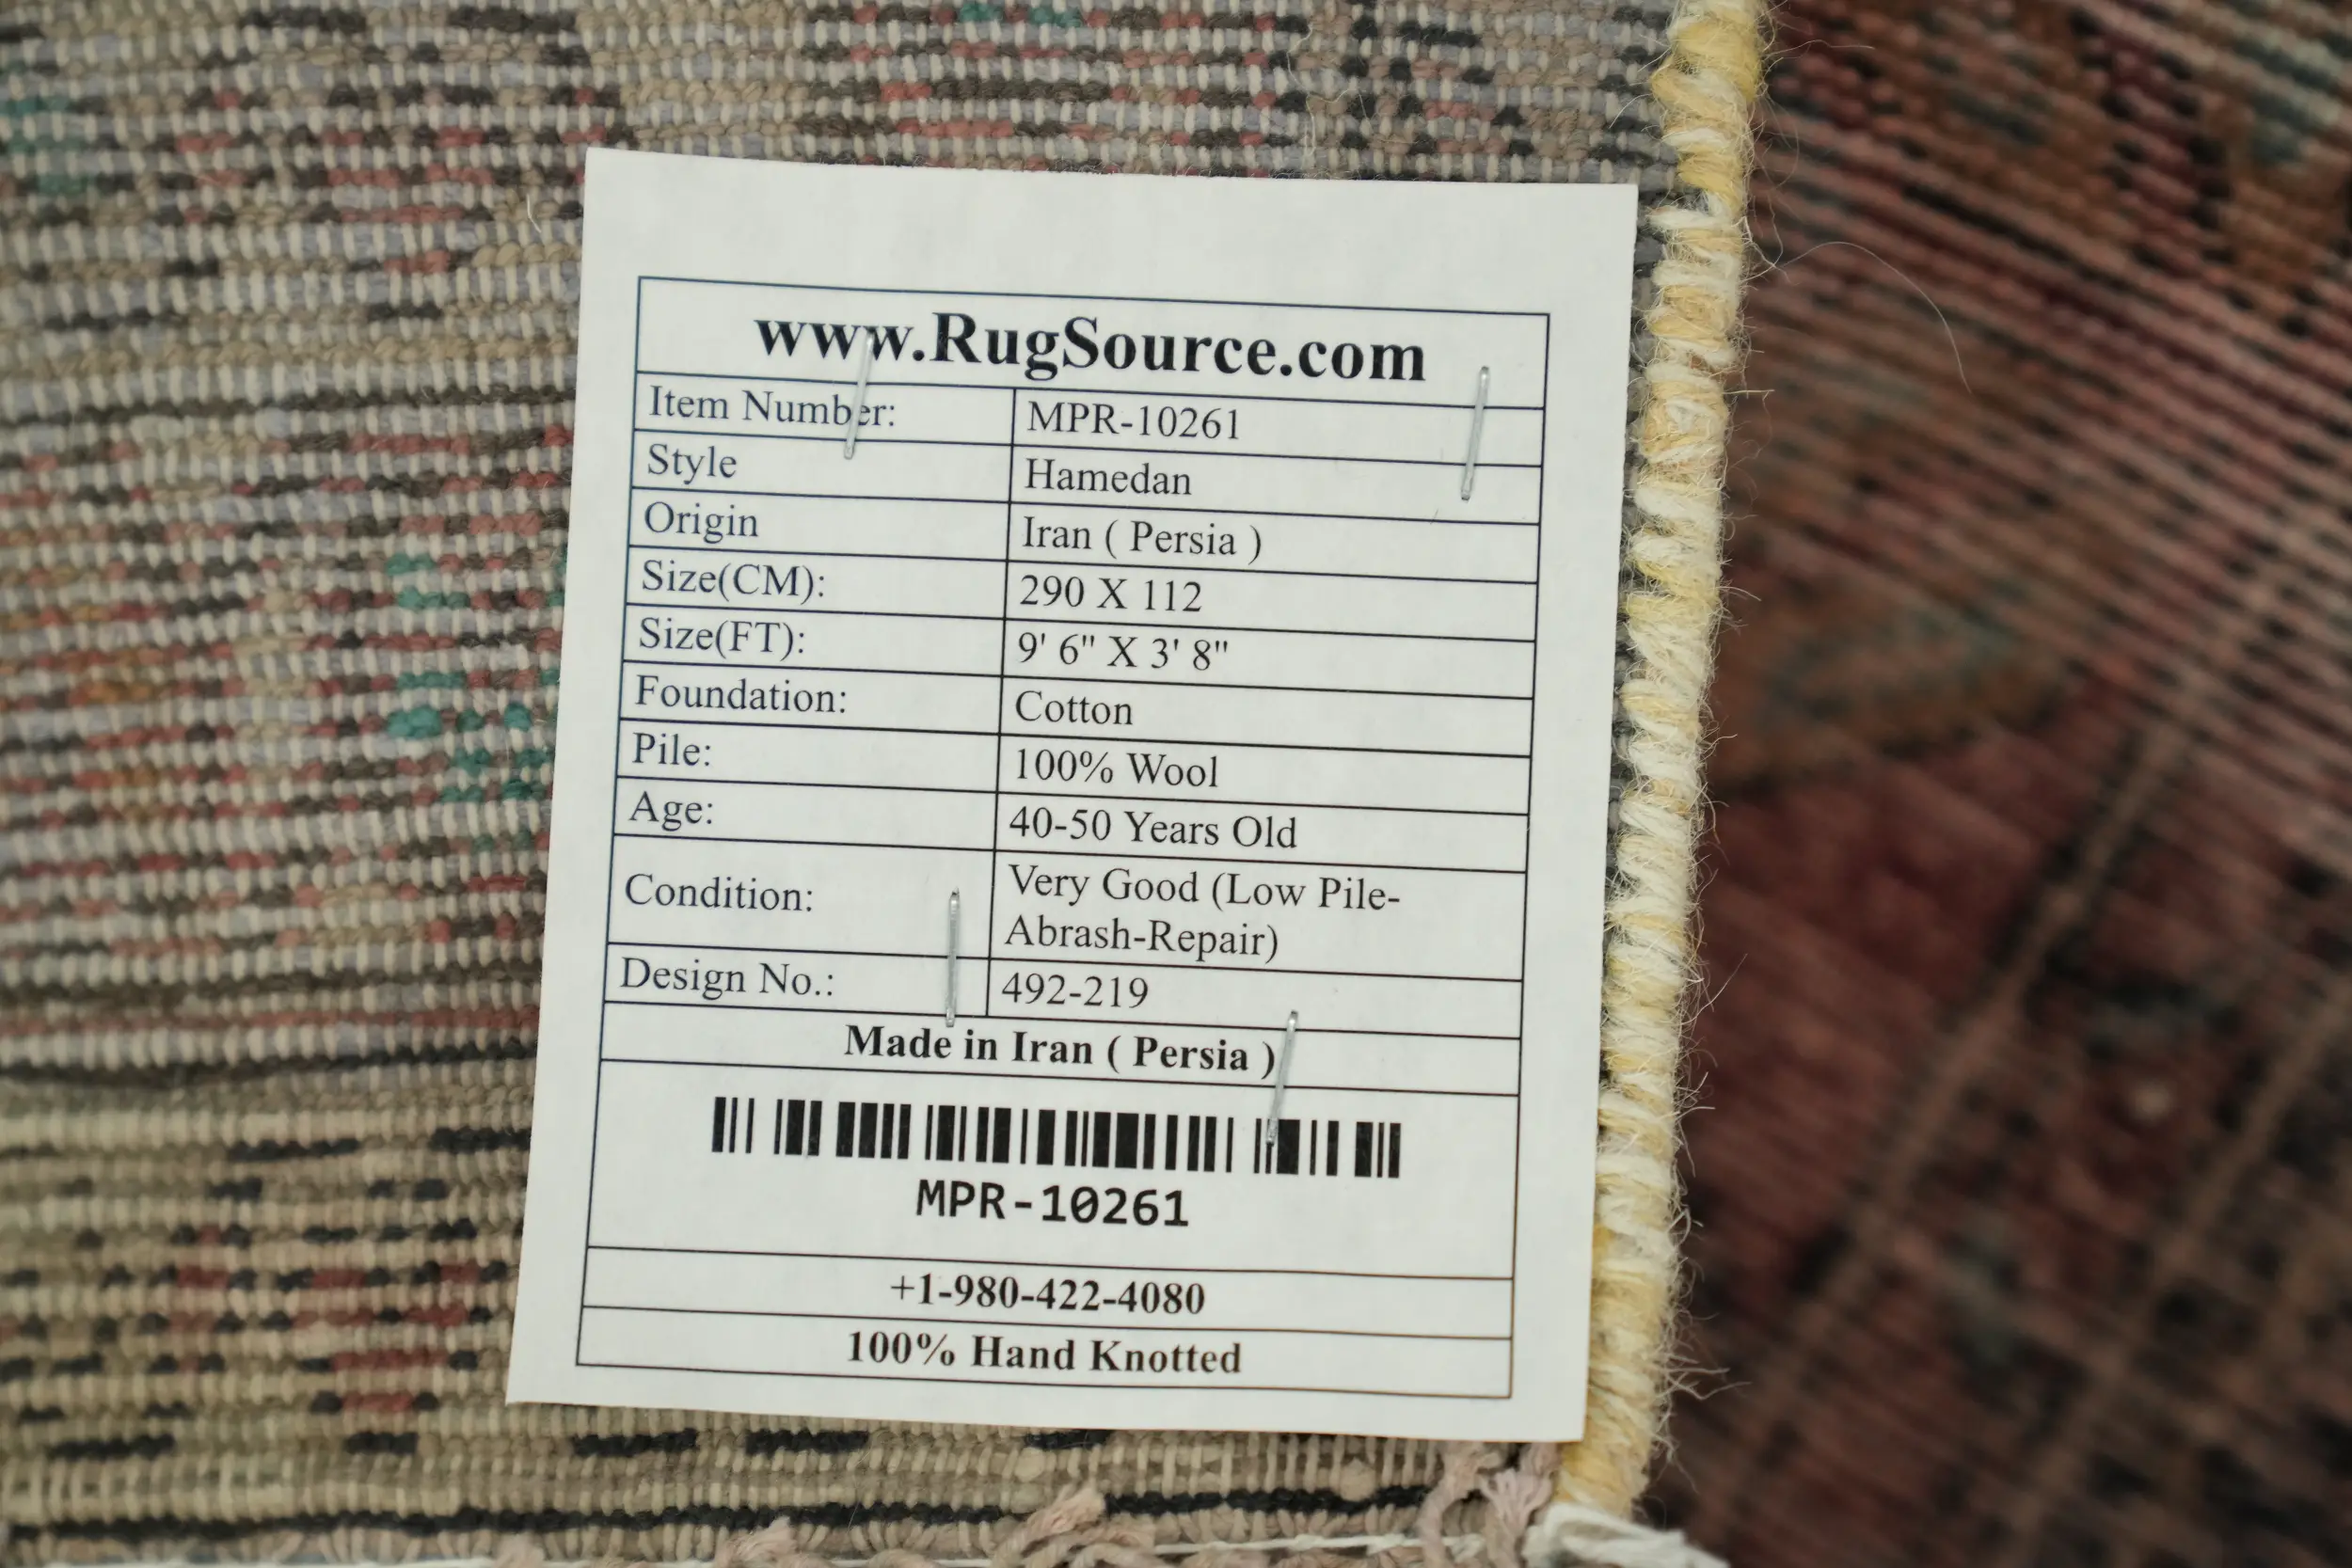 www.RugSource.com
Item Number: MPR-10261
Style Hamedan
Origin Iran ( Persia )
Size(CM): 290 X 112
Size(FT): 9' 6" X 3' 8"
Foundation: Cotton
Pile: 100% Wool
Age: 40-50 Years Old
Condition: Very Good (Low Pile-
Abrash-Repair)
Design No.: 492-219
Made in Iran ( Persia )
MPR-10261
+1-980-422-4080
100% Hand Knotted